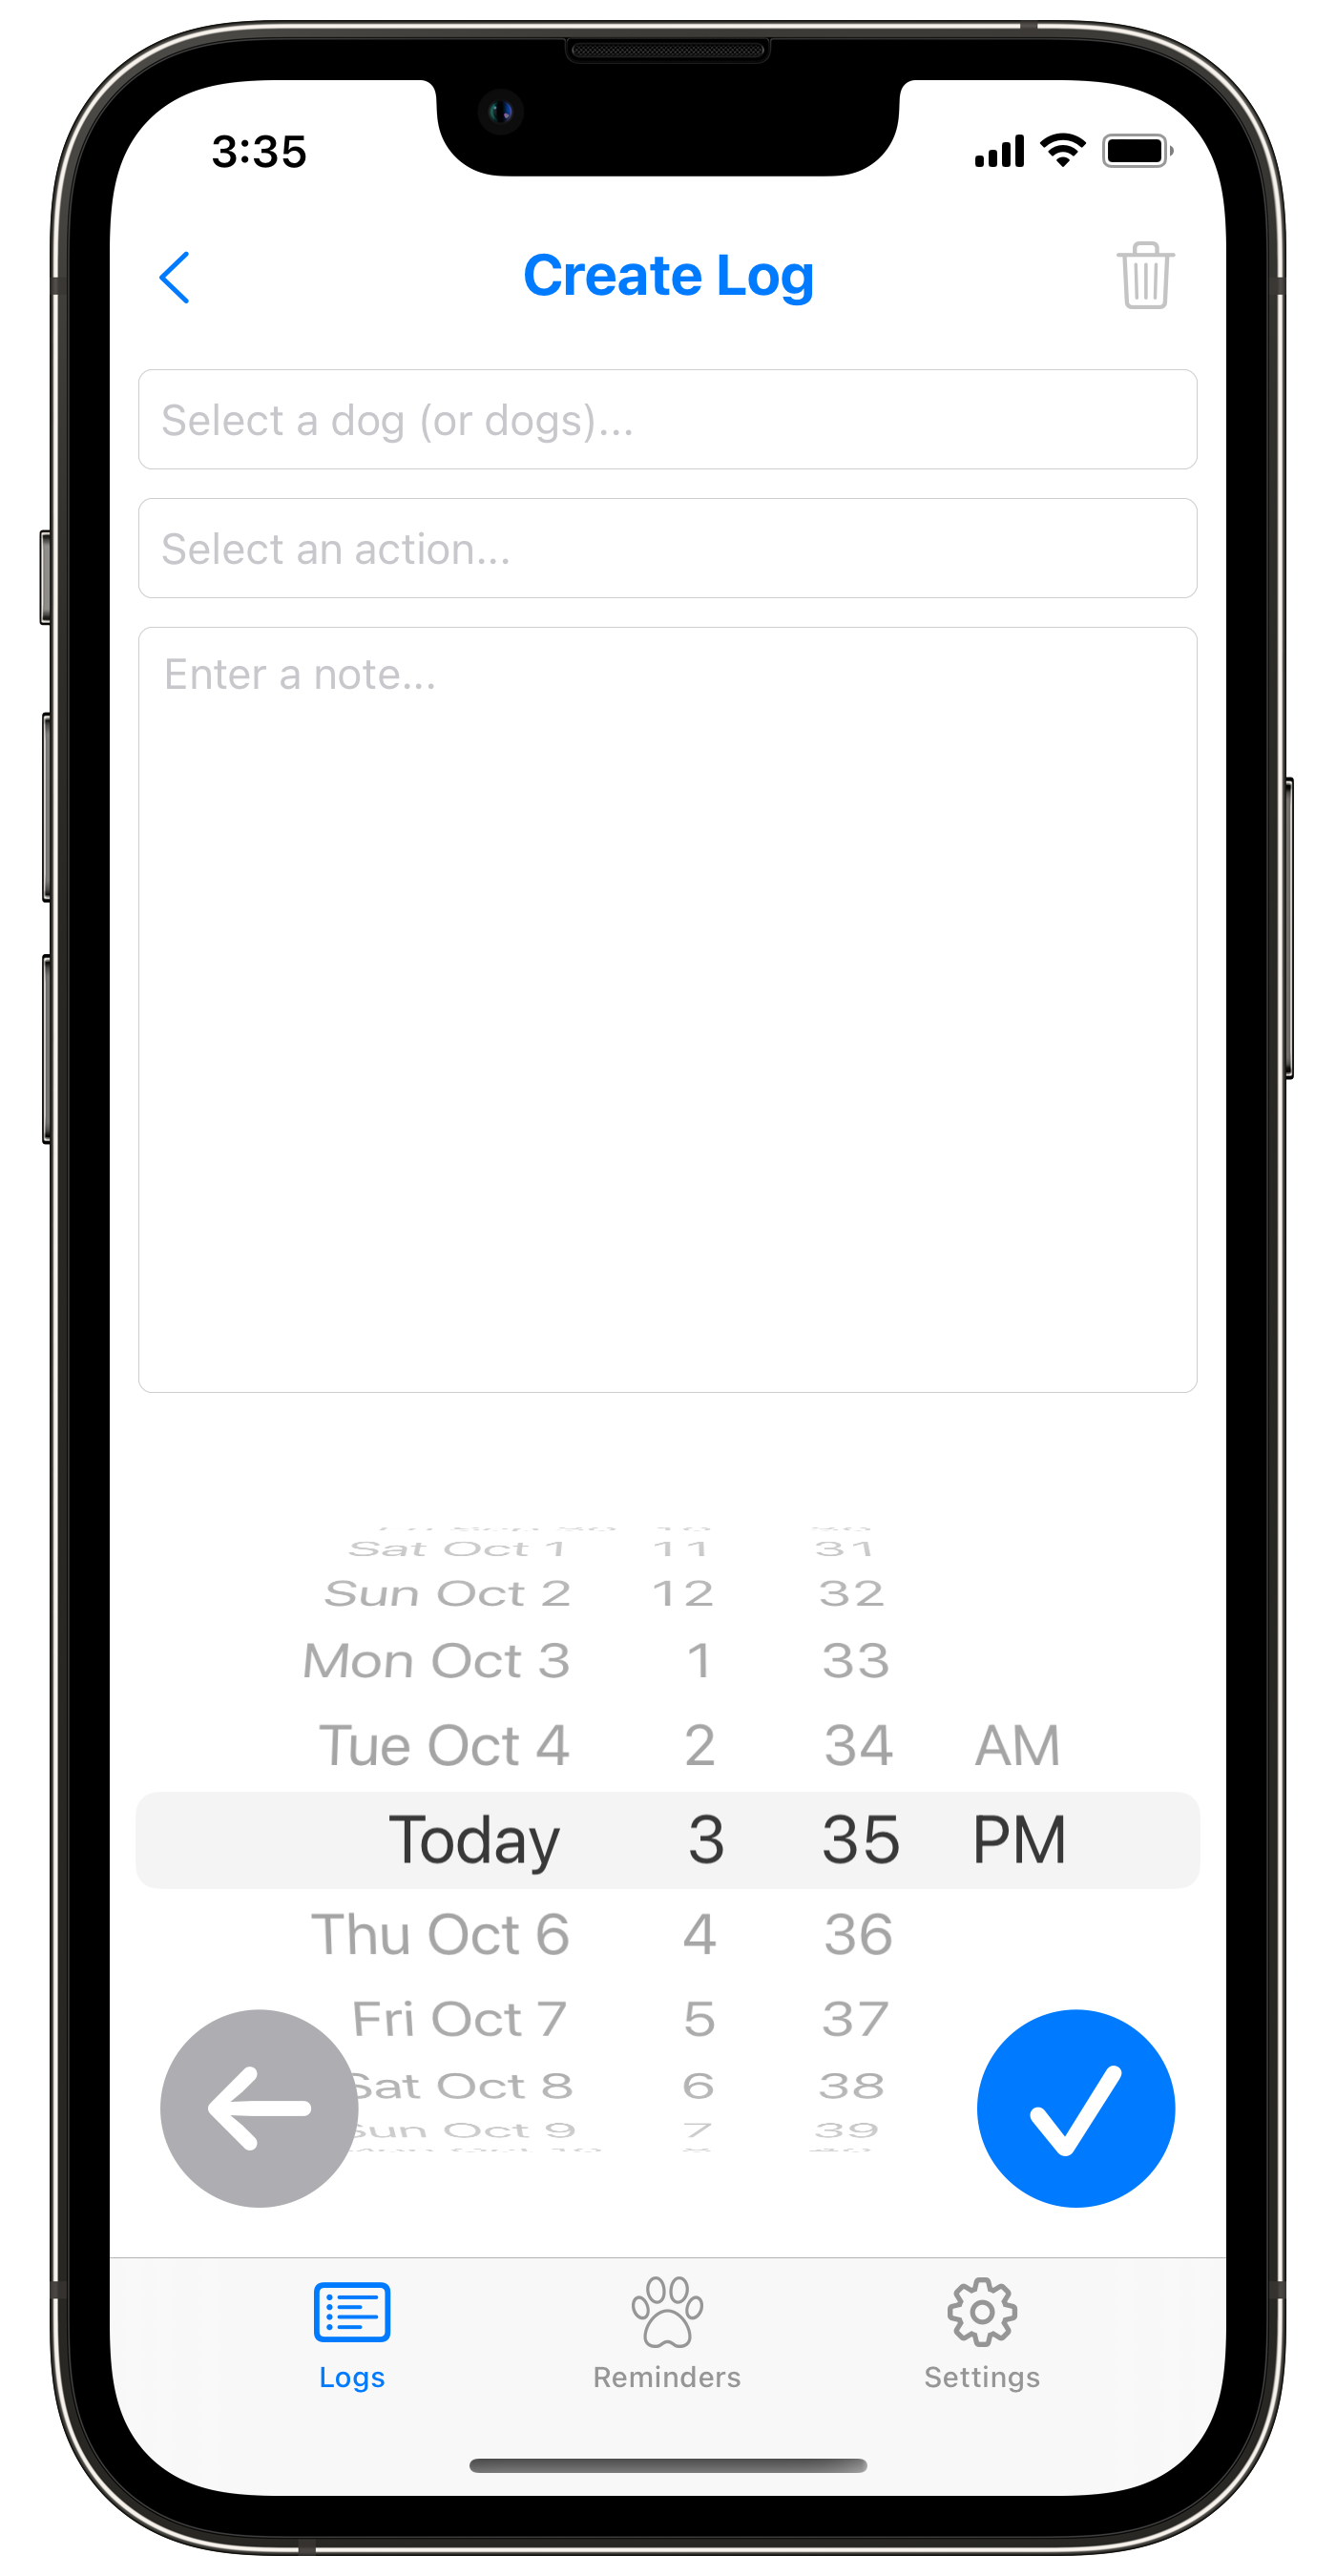 3:35
Create Log
Select a dog (or dogs)...
Select an action...
Enter a note...
Sat Oct 1 11 31
Sun Oct 2 12 32
Mon Oct 3 1 33
Tue Oct 4 2 34 AM
Today 3 35 PM
Thu Oct 6 4 36
Fri Oct 7 5 37
Sat Oct 8 6 38
Sun Oct 9 7 39
Logs Reminders Settings